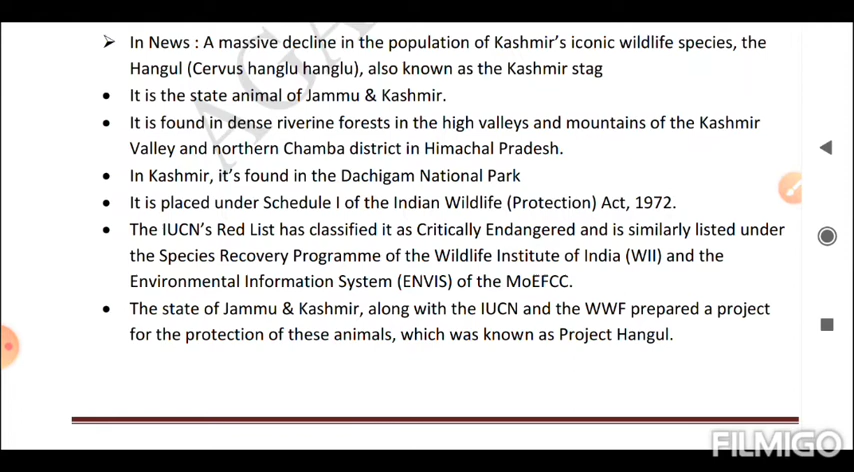 In News : A massive decline in the population of Kashmir's iconic wildlife species, the
Hangul (Cervus hanglu hanglu), also known as the Kashmir stag
It is the state animal of Jammu & Kashmir.
It is found in dense riverine forests in the high valleys and mountains of the Kashmir
Valley and northern Chamba district in Himachal Pradesh.
In Kashmir, it's found in the Dachigam National Park
It is placed under Schedule I of the Indian Wildlife (Protection) Act, 1972.
The IUCN's Red List has classified it as Critically Endangered and is similarly listed under
the Species Recovery Programme of the Wildlife Institute of India (WII) and the
Environmental Information System (ENVIS) of the MoEFCC.
The state of Jammu & Kashmir, along with the IUCN and the WWF prepared a project
for the protection of these animals, which was known as Project Hangul.
FILMIGO